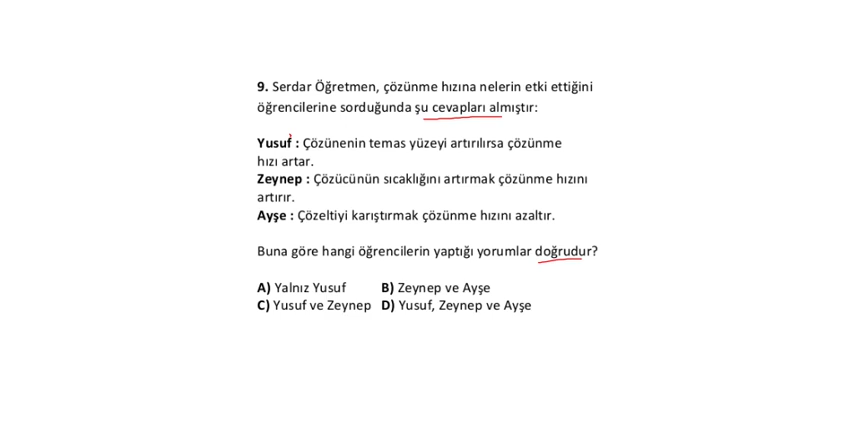 9. Serdar Öğretmen, çözünme hızına nelerin etki ettiğini
öğrencilerine sorduğunda şu cevapları almıştır:
Yusuf : Çözünenin temas yüzeyi artırılırsa çözünme
hızı artar.
Zeynep : Çözücünün sıcaklığını artırmak çözünme hızını
artırır.
Ayşe : Çözeltiyi karıştırmak çözünme hızını azaltır.
Buna göre hangi öğrencilerin yaptığı yorumlar doğrudur?
A) Yalnız Yusuf B) Zeynep ve Ayşe
C) Yusuf ve Zeynep D) Yusuf, Zeynep ve Ayşe